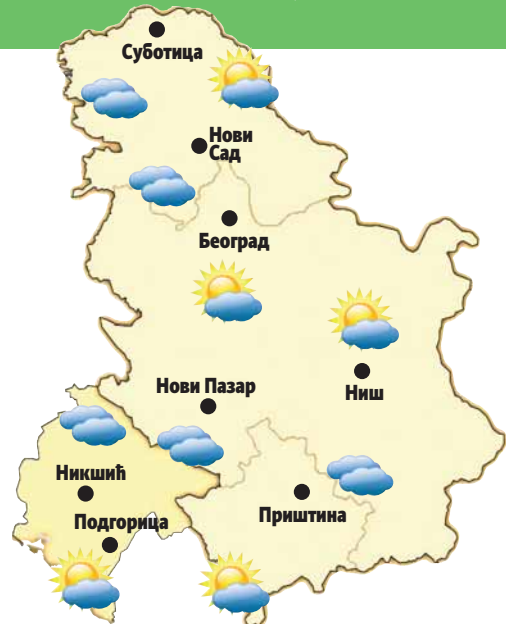 Суботица
Нови
Сад
Београд
Нови Пазар
Ниш
Никшић
Приштина
Подгорица